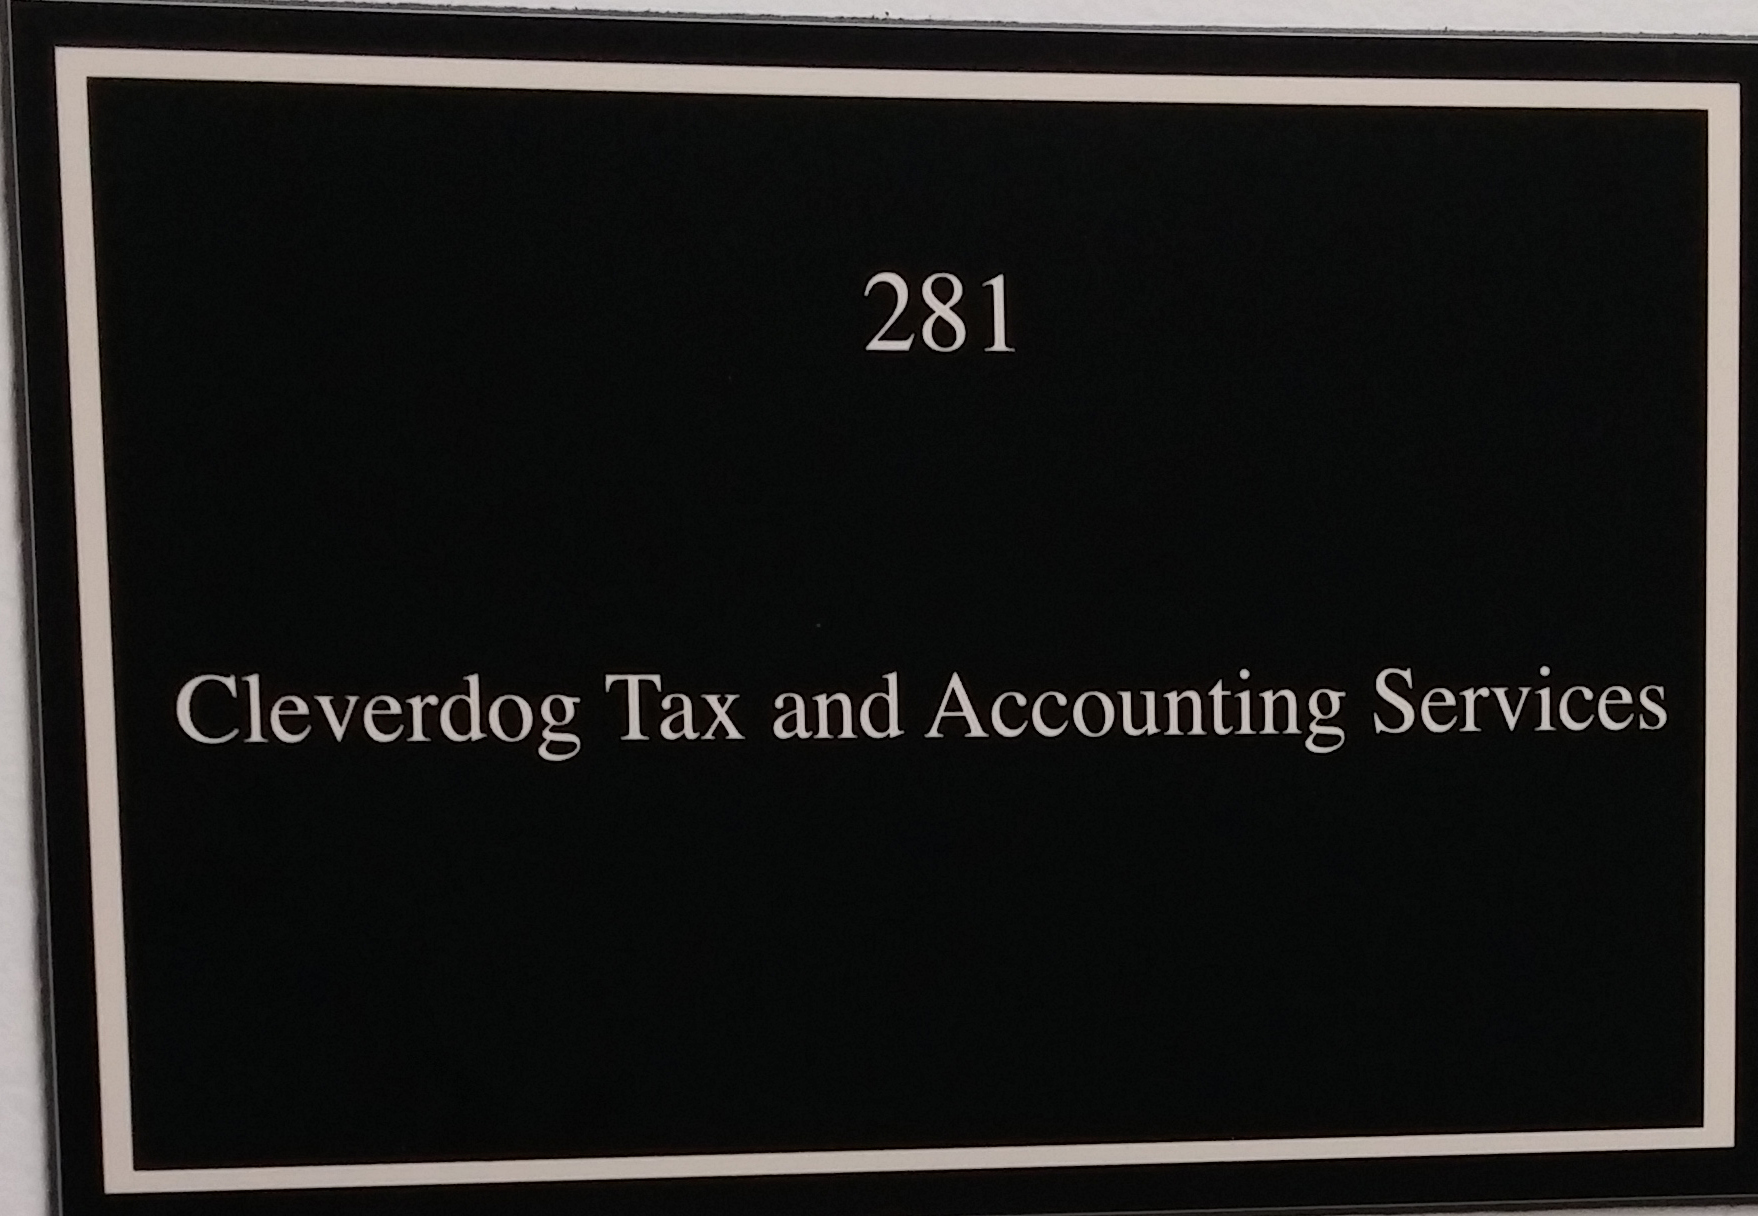 281
Cleverdog Tax and Accounting Services